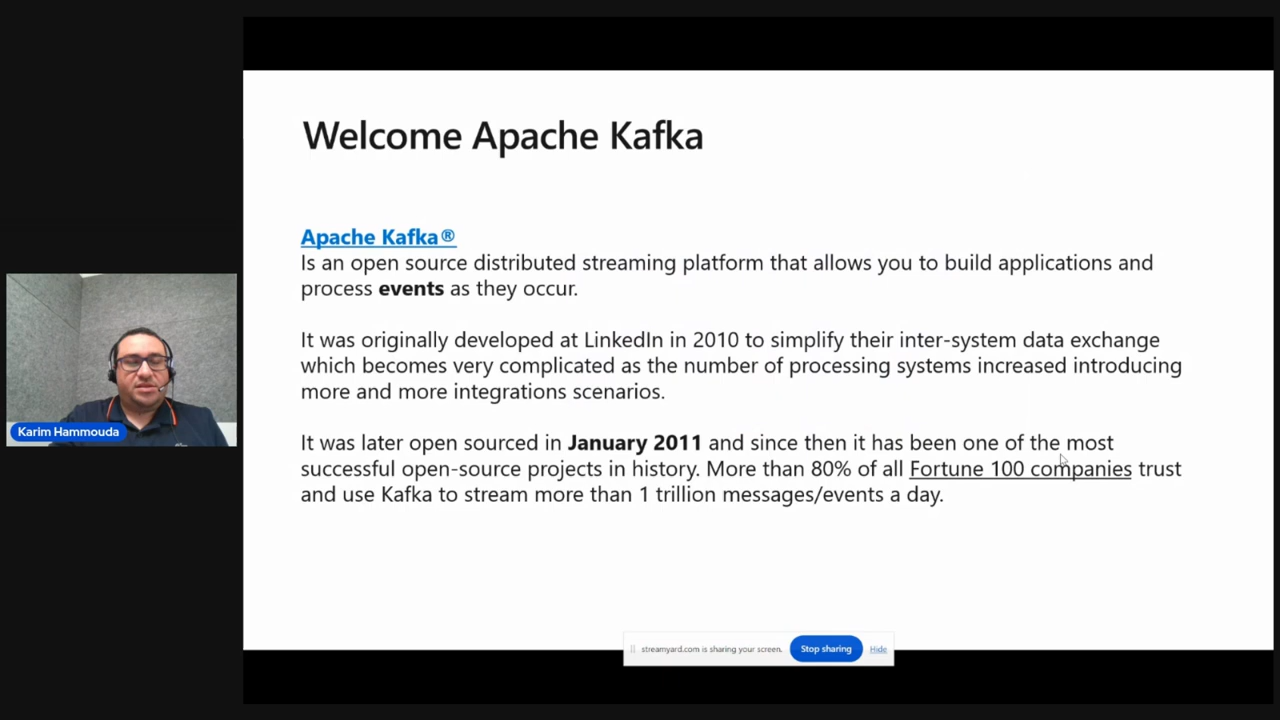 Welcome Apache Kafka
Apache Kafka®
Is an open source distributed streaming platform that allows you to build applications and
process events as they occur.
It was originally developed at LinkedIn in 2010 to simplify their inter-system data exchange
which becomes very complicated as the number of processing systems increased introducing
more and more integrations scenarios.
It was later open sourced in January 2011 and since then it has been one of the most
successful open-source projects in history. More than 80% of all Fortune 100 companies trust
and use Kafka to stream more than 1 trillion messages/events a day.
Karim Hammouda
streamyard.com is sharing your screen. Stop sharing Hide